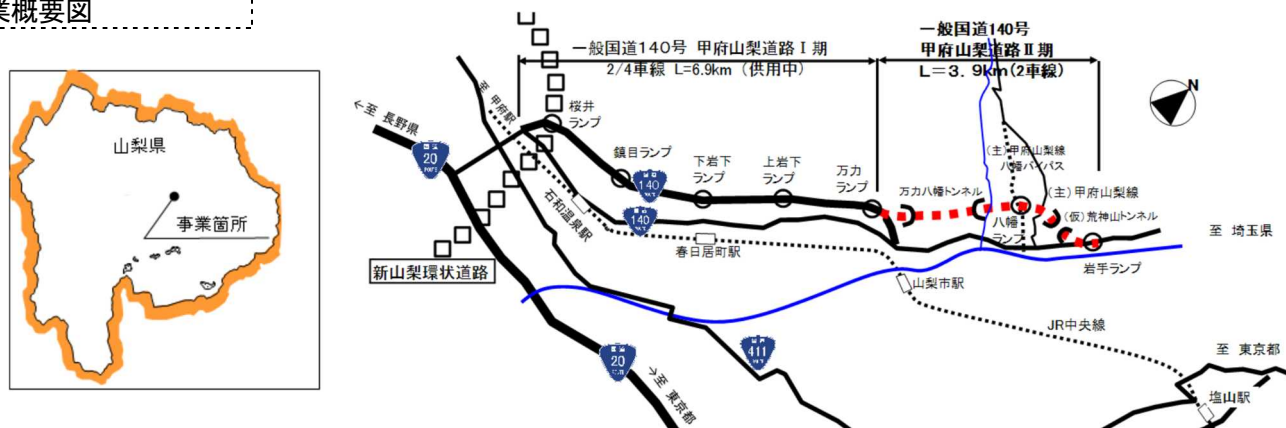 業概要図
山梨県
事業箇所
一般国道140号 甲府山梨道路Ⅰ期
2/4車線 L=6.9km (供用中)
一般国道140号
甲府山梨道路Ⅱ期
L=3.9km(2車線)
N
←至 長野県
至 甲府駅
桜井
ランプ
鎮目ランプ
下岩下
ランプ
上岩下
ランプ
万力
ランプ
万力八幡トンネル
(主)甲府山梨線
八幡バイパス
(主)甲府山梨線
(仮)荒神山トンネル
八幡
ランプ
岩手ランプ
至 埼玉県
20
140
140
石和温泉駅
春日居町駅
山梨市駅
新山梨環状道路
JR中央線
411
20
→至 東京都
至 東京都
塩山駅